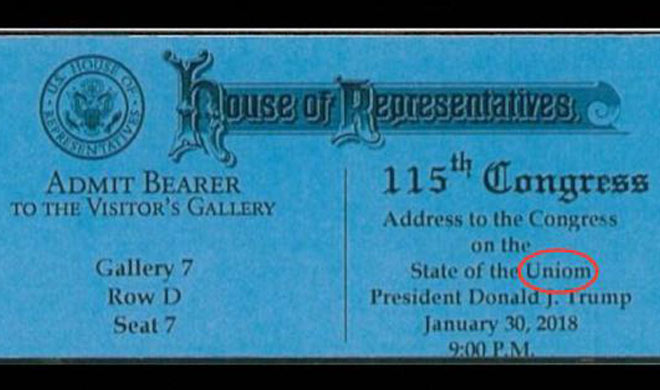 House of Representatives,
U.S. HOUSE OF REPRESENTATIVES
ADMIT BEARER
TO THE VISITOR'S GALLERY
Gallery 7
Row D
Seat 7
115th Congress
Address to the Congress
on the
State of the Uniom
President Donald J. Trump
January 30, 2018
9:00 P.M.